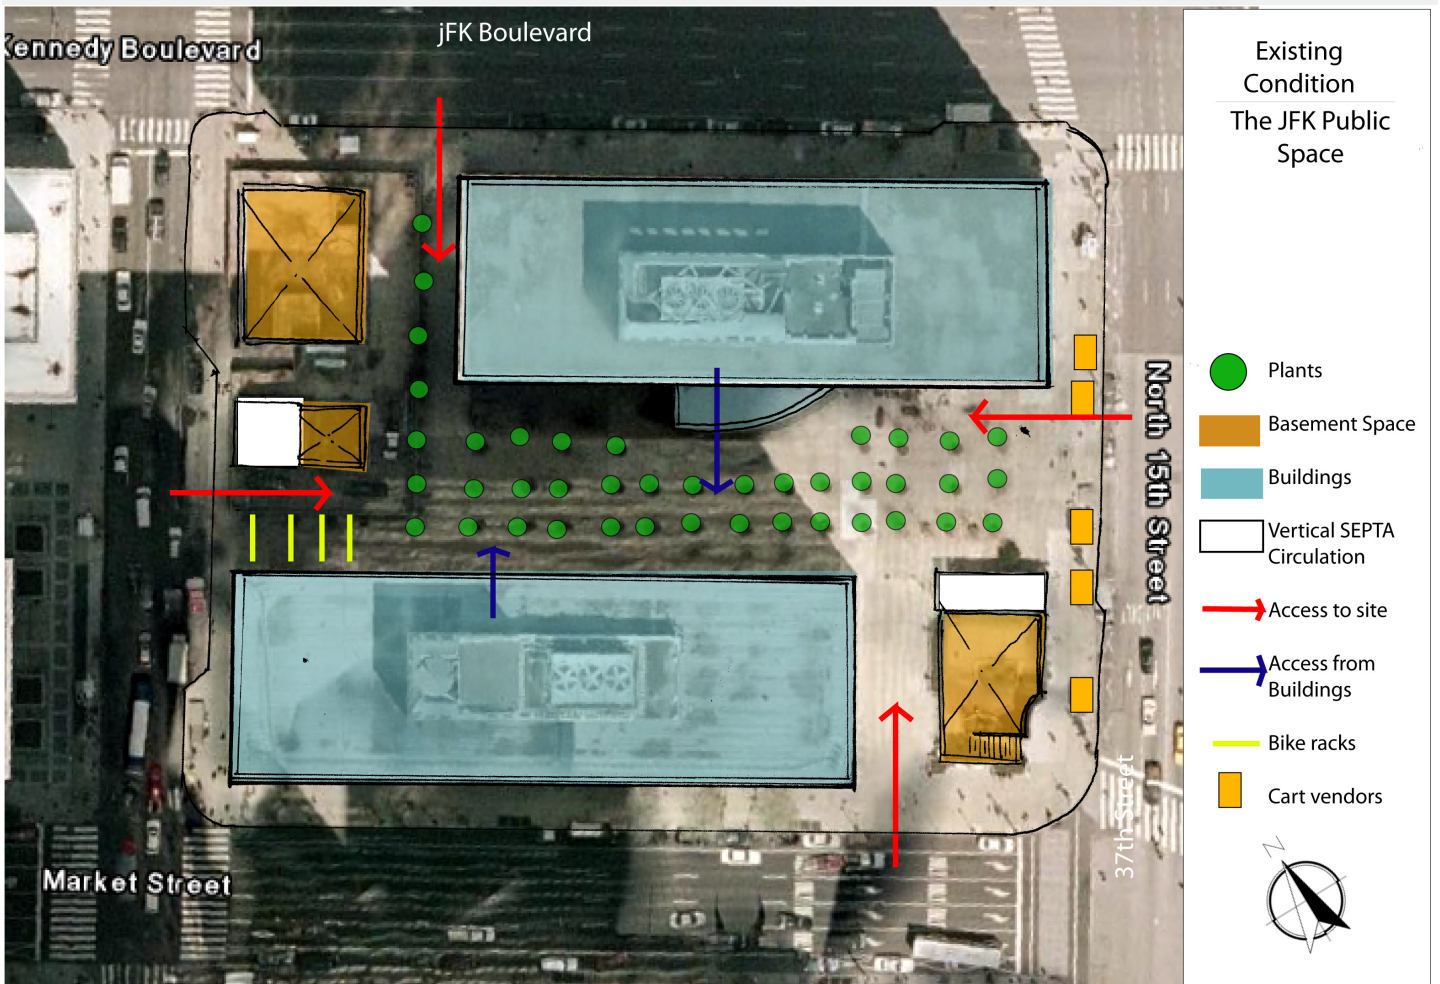 jFK Boulevard
Kennedy Boulevard
North 15th Street
37th Street
Market Street
Existing
Condition
The JFK Public
Space
Plants
Basement Space
Buildings
Vertical SEPTA
Circulation
Access to site
Access from
Buildings
Bike racks
Cart vendors
N